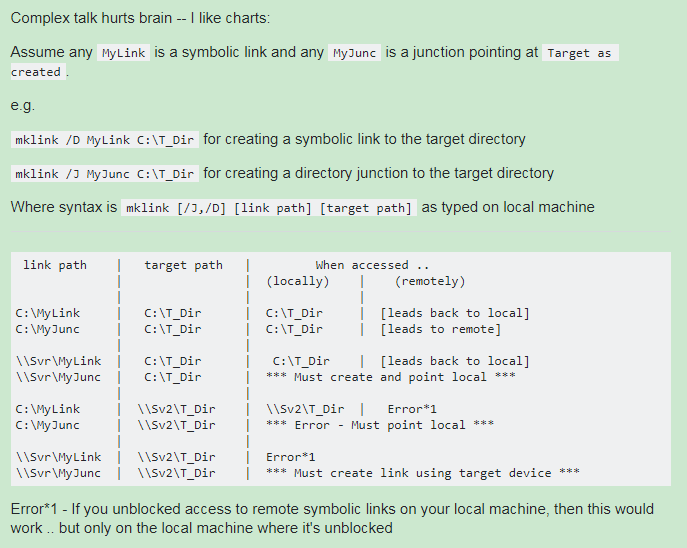 Complex talk hurts brain -- I like charts:
Assume any MyLink is a symbolic link and any MyJunc is a junction pointing at Target as
created.
e.g.
mklink /D MyLink C:\T_Dir for creating a symbolic link to the target directory
mklink /J MyJunc C:\T_Dir for creating a directory junction to the target directory
Where syntax is mklink [/J,/D] [link path] [target path] as typed on local machine
link path | target path | When accessed ..
| | (locally) | (remotely)
| | |
C:\MyLink | C:\T_Dir | C:\T_Dir | [leads back to local]
C:\MyJunc | C:\T_Dir | C:\T_Dir | [leads to remote]
| |
\\Svr\MyLink | C:\T_Dir | C:\T_Dir | [leads back to local]
\\Svr\MyJunc | C:\T_Dir | *** Must create and point local ***
| |
C:\MyLink | \\Sv2\T_Dir | \\Sv2\T_Dir | Error*1
C:\MyJunc | \\Sv2\T_Dir | *** Error - Must point local ***
| |
\\Svr\MyLink | \\Sv2\T_Dir | Error*1
\\Svr\MyJunc | \\Sv2\T_Dir | *** Must create link using target device ***
Error*1 - If you unblocked access to remote symbolic links on your local machine, then this would
work .. but only on the local machine where it's unblocked